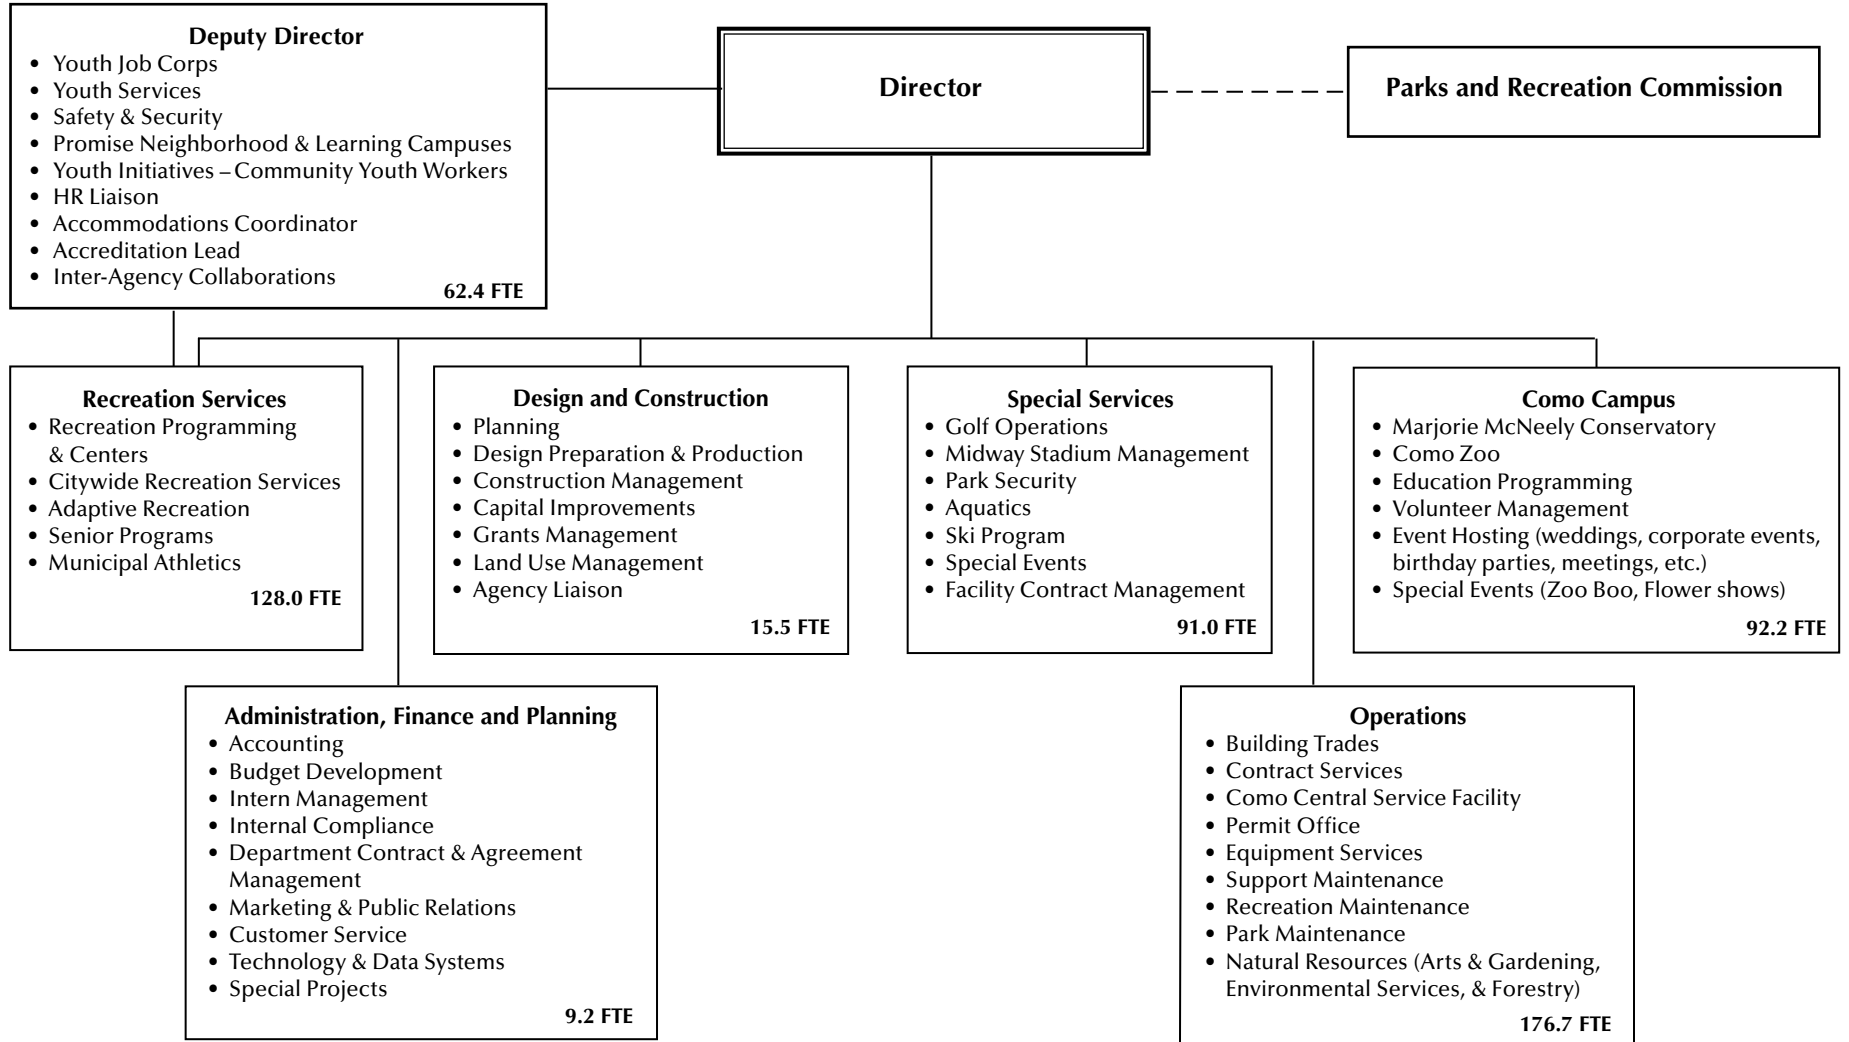 Deputy Director
• Youth Job Corps
• Youth Services
• Safety & Security
• Promise Neighborhood & Learning Campuses
• Youth Initiatives – Community Youth Workers
• HR Liaison
• Accommodations Coordinator
• Accreditation Lead
• Inter-Agency Collaborations
62.4 FTE
Director
Parks and Recreation Commission
Recreation Services
• Recreation Programming
& Centers
• Citywide Recreation Services
• Adaptive Recreation
• Senior Programs
• Municipal Athletics
128.0 FTE
Design and Construction
• Planning
• Design Preparation & Production
• Construction Management
• Capital Improvements
• Grants Management
• Land Use Management
• Agency Liaison
15.5 FTE
Special Services
• Golf Operations
• Midway Stadium Management
• Park Security
• Aquatics
• Ski Program
• Special Events
• Facility Contract Management
91.0 FTE
Como Campus
• Marjorie McNeely Conservatory
• Como Zoo
• Education Programming
• Volunteer Management
• Event Hosting (weddings, corporate events,
birthday parties, meetings, etc.)
• Special Events (Zoo Boo, Flower shows)
92.2 FTE
Administration, Finance and Planning
• Accounting
• Budget Development
• Intern Management
• Internal Compliance
• Department Contract & Agreement
Management
• Marketing & Public Relations
• Customer Service
• Technology & Data Systems
• Special Projects
9.2 FTE
Operations
• Building Trades
• Contract Services
• Como Central Service Facility
• Permit Office
• Equipment Services
• Support Maintenance
• Recreation Maintenance
• Park Maintenance
• Natural Resources (Arts & Gardening,
Environmental Services, & Forestry)
176.7 FTE